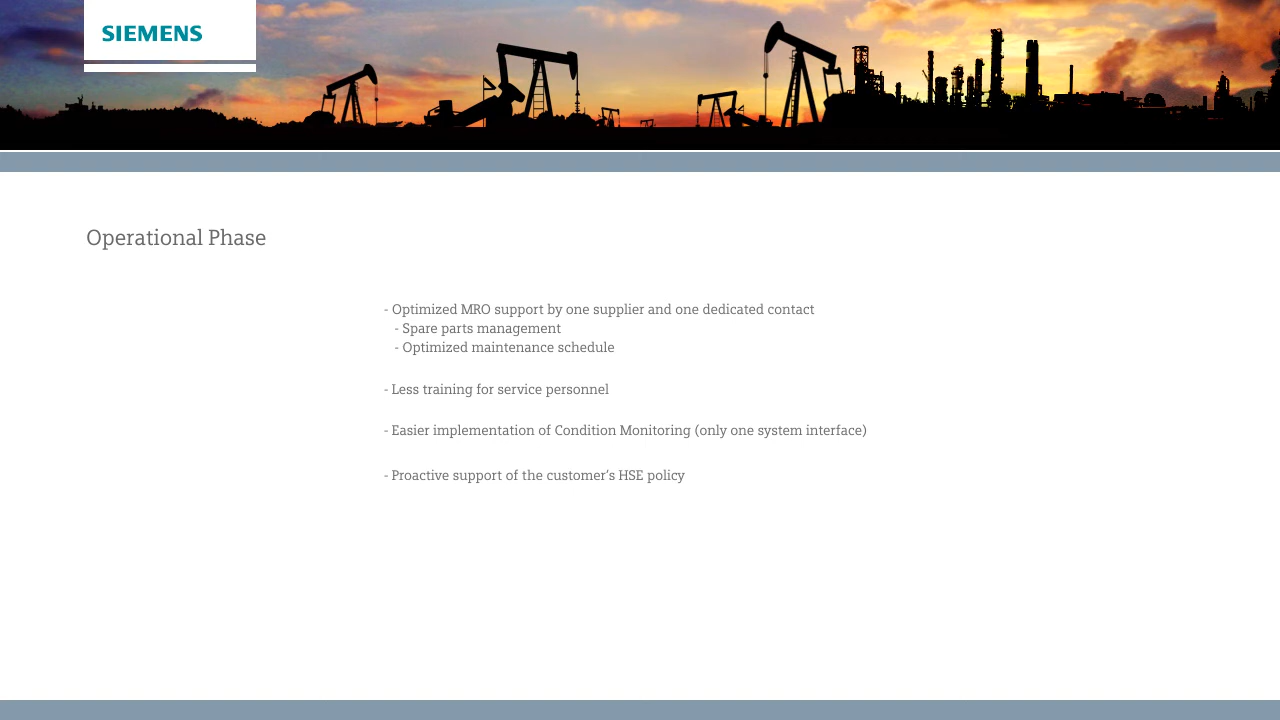 SIEMENS
Operational Phase
- Optimized MRO support by one supplier and one dedicated contact
- Spare parts management
- Optimized maintenance schedule
- Less training for service personnel
- Easier implementation of Condition Monitoring (only one system interface)
- Proactive support of the customer’s HSE policy